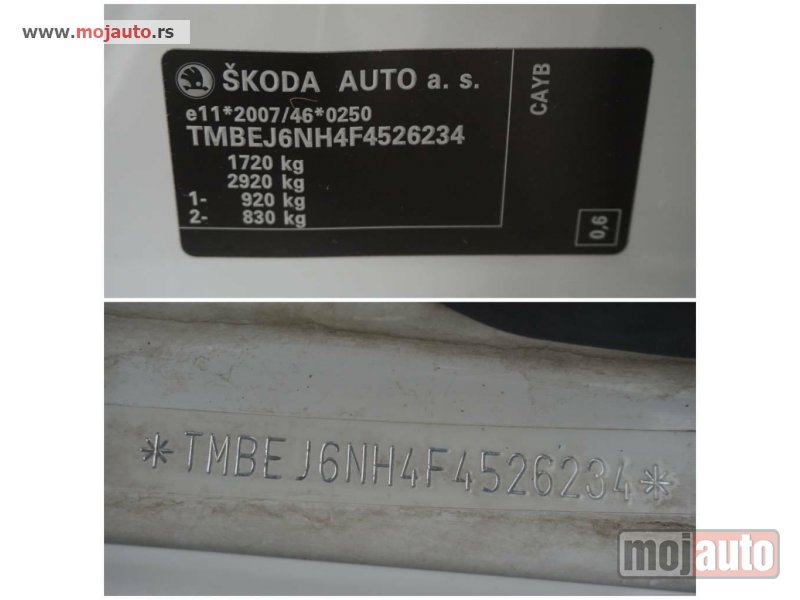 www.mojauto.rs
ŠKODA AUTO a. s.
e11*2007/46*0250
TMBEJ6NH4F4526234
1720 kg
2920 kg
1- 920 kg
2- 830 kg
CAYB
0,6
*TMBEJ6NH4F4526234*
mojauto